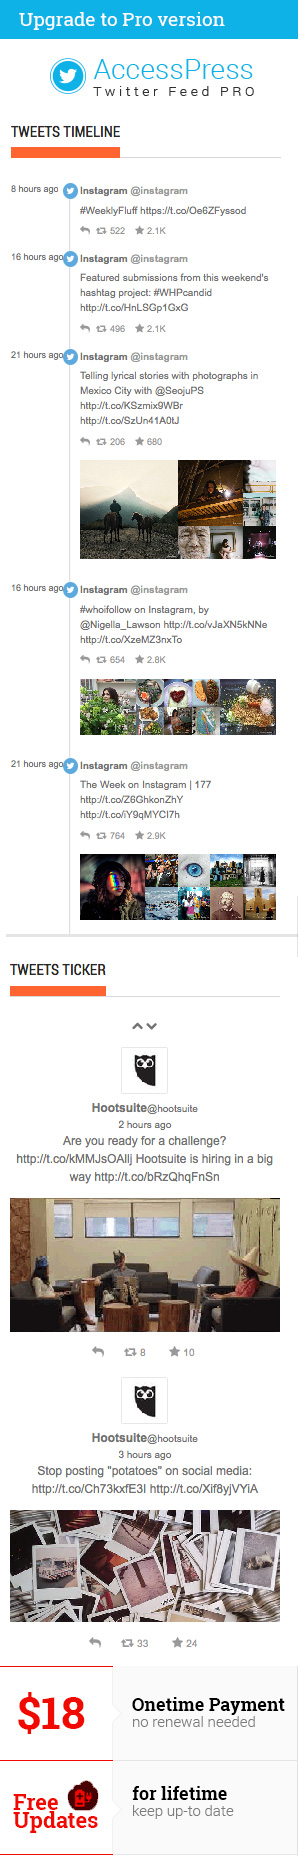 Upgrade to Pro version
AccessPress
Twitter Feed PRO
TWEETS TIMELINE
8 hours ago Instagram @instagram
#WeeklyFluff https://t.co/Oe6ZFyssod
522 2.1K
16 hours ago Instagram @instagram
Featured submissions from this weekend's
hashtag project: #WHPcandid
http://t.co/HnLSGp1GxG
496 2.1K
21 hours ago Instagram @instagram
Telling lyrical stories with photographs in
Mexico City with @SeojuPS
http://t.co/KSzmix9WBr
http://t.co/SzUn41A0tJ
206 680
16 hours ago Instagram @instagram
#whoifollow on Instagram, by
@Nigella_Lawson http://t.co/vJaXN5kNNe
http://t.co/XzeMZ3nxTo
654 2.8K
21 hours ago Instagram @instagram
The Week on Instagram | 177
http://t.co/Z6GhkonZhY
http://t.co/iY9qMYCI7h
764 2.9K
TWEETS TICKER
Hootsuite@hootsuite
2 hours ago
Are you ready for a challenge?
http://t.co/kMMJsOAllj Hootsuite is hiring in a big
way http://t.co/bRzQhqFnSn
8 10
Hootsuite@hootsuite
3 hours ago
Stop posting "potatoes" on social media:
http://t.co/Ch73kxfE3I http://t.co/Xif8yjVYiA
33 24
$18
Onetime Payment
no renewal needed
Free
Updates
for lifetime
keep up-to date